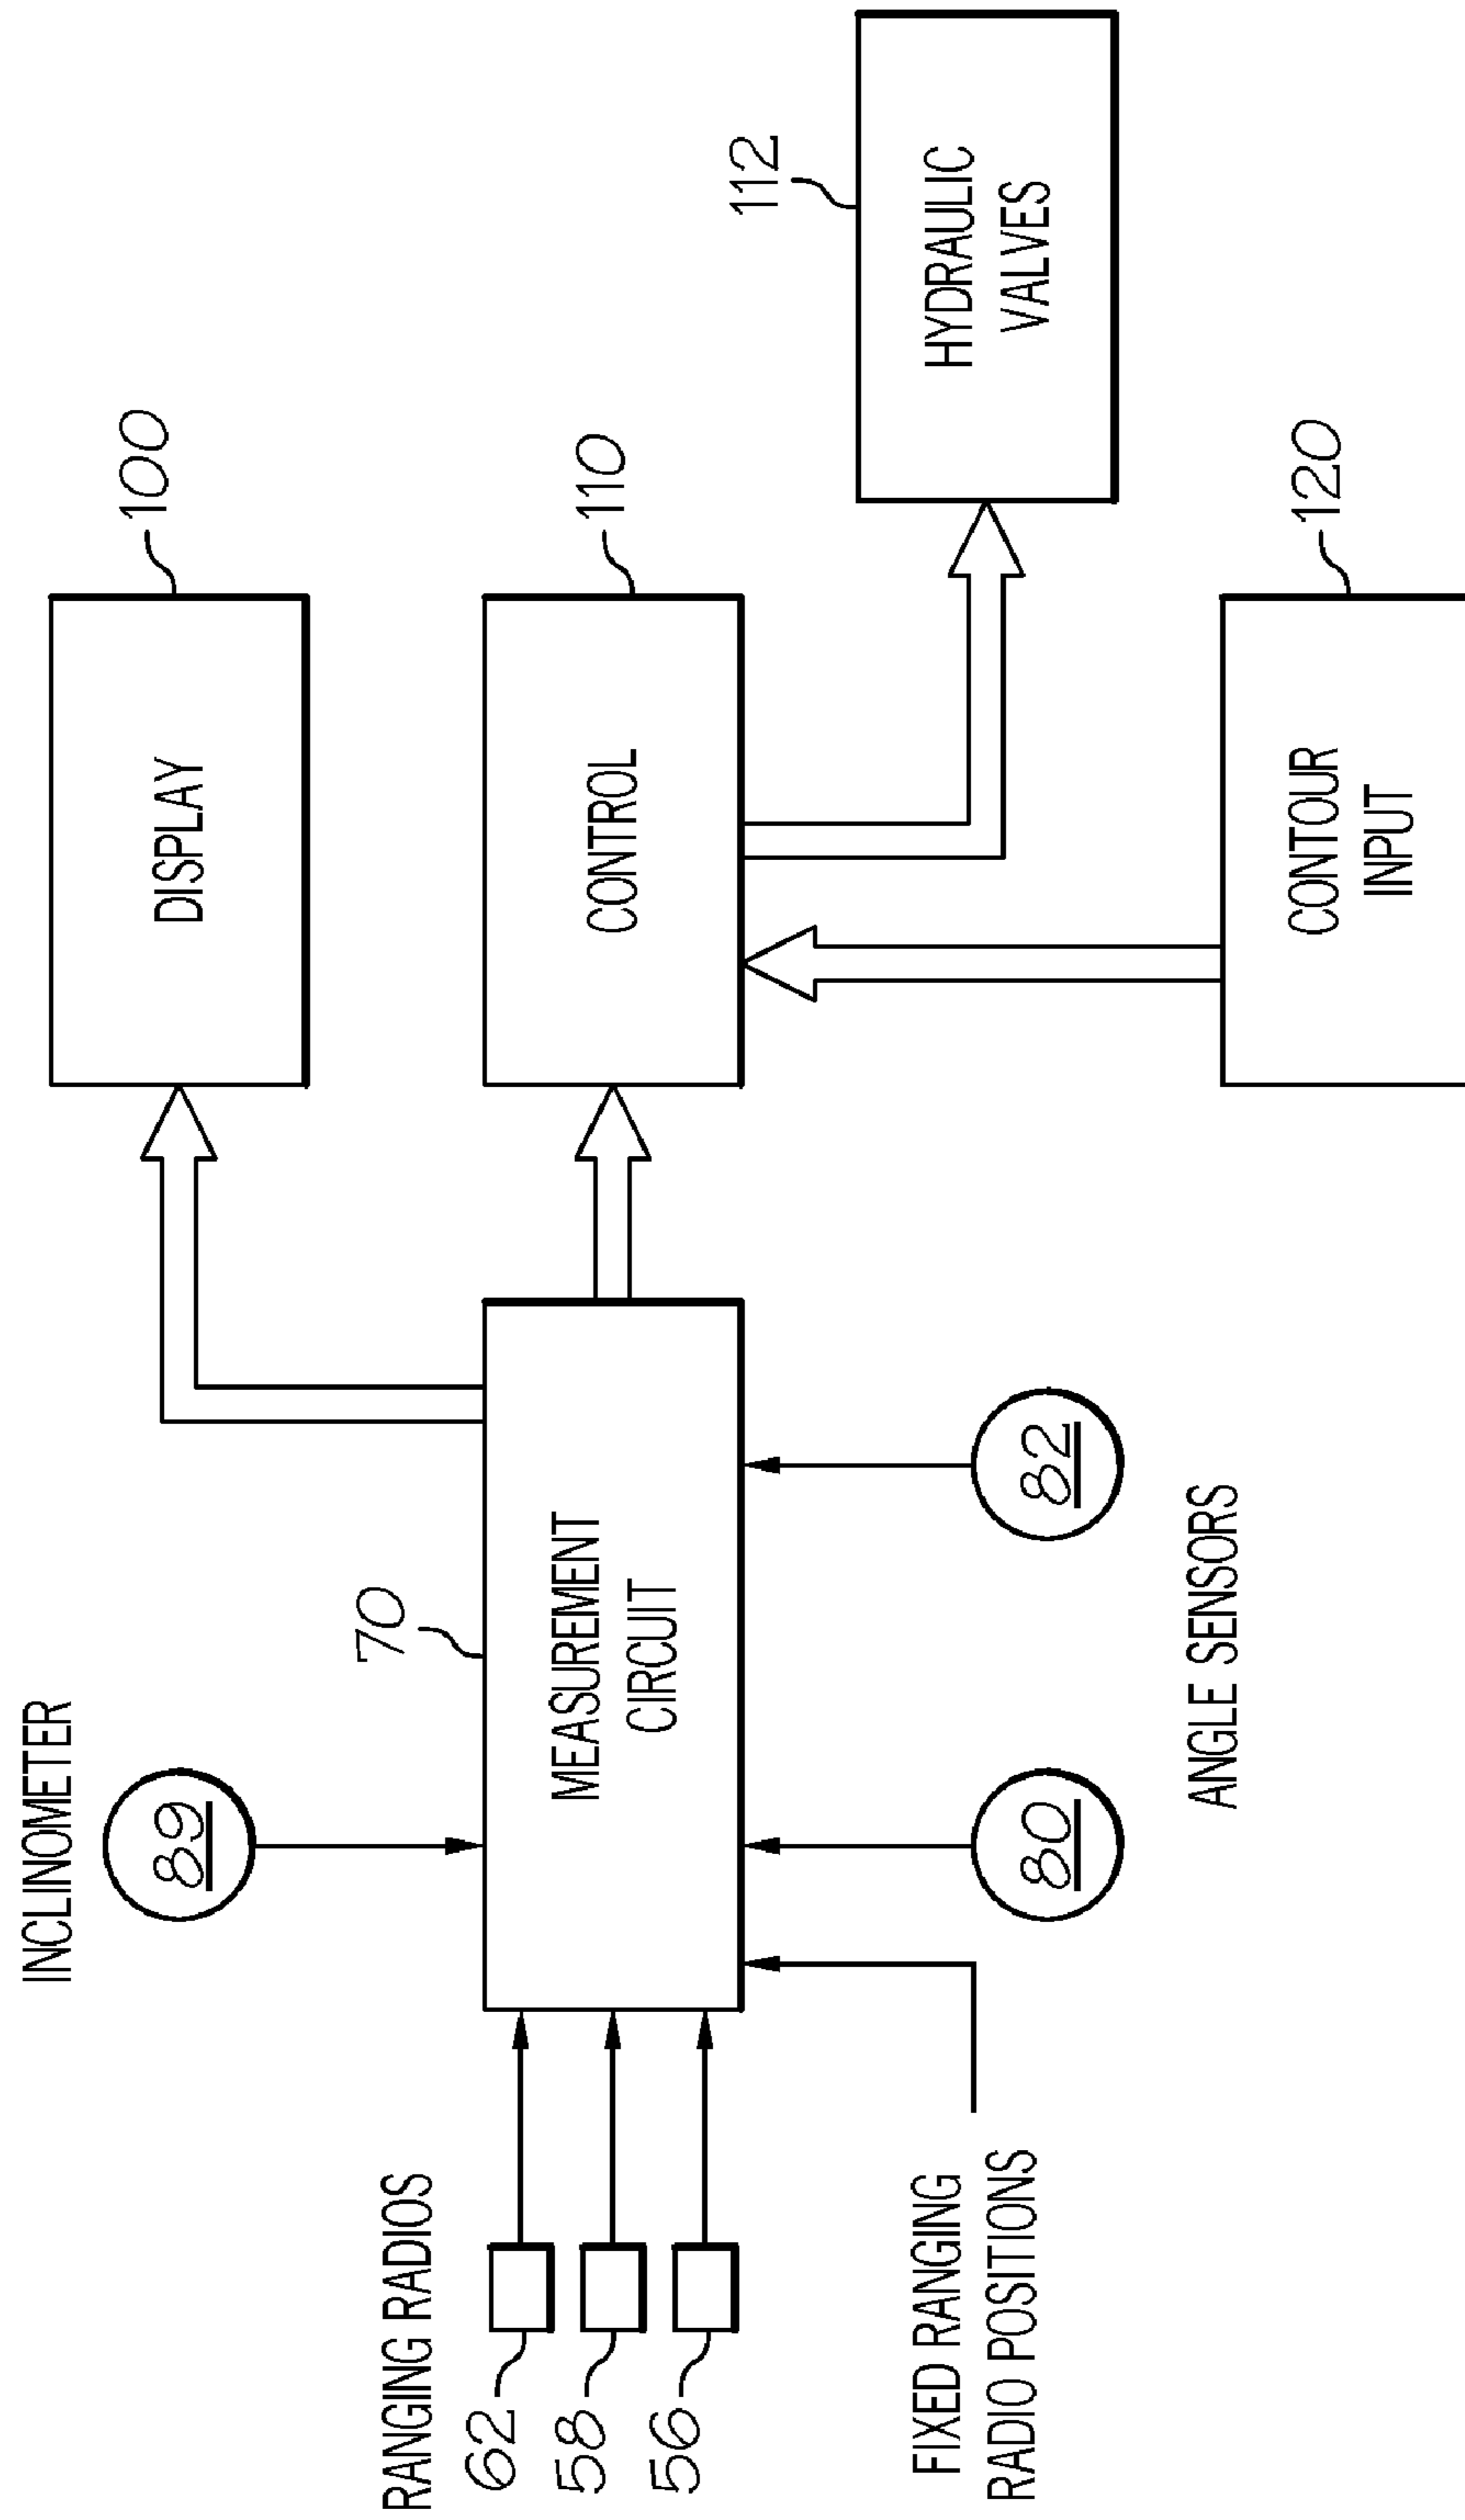 INCLINOMETER
89
100
DISPLAY
RANGING RADIOS
62
58
56
70
MEASUREMENT
CIRCUIT
110
CONTROL
112
HYDRAULIC
VALVES
FIXED RANGING
RADIO POSITIONS
80
82
ANGLE SENSORS
120
CONTOUR
INPUT